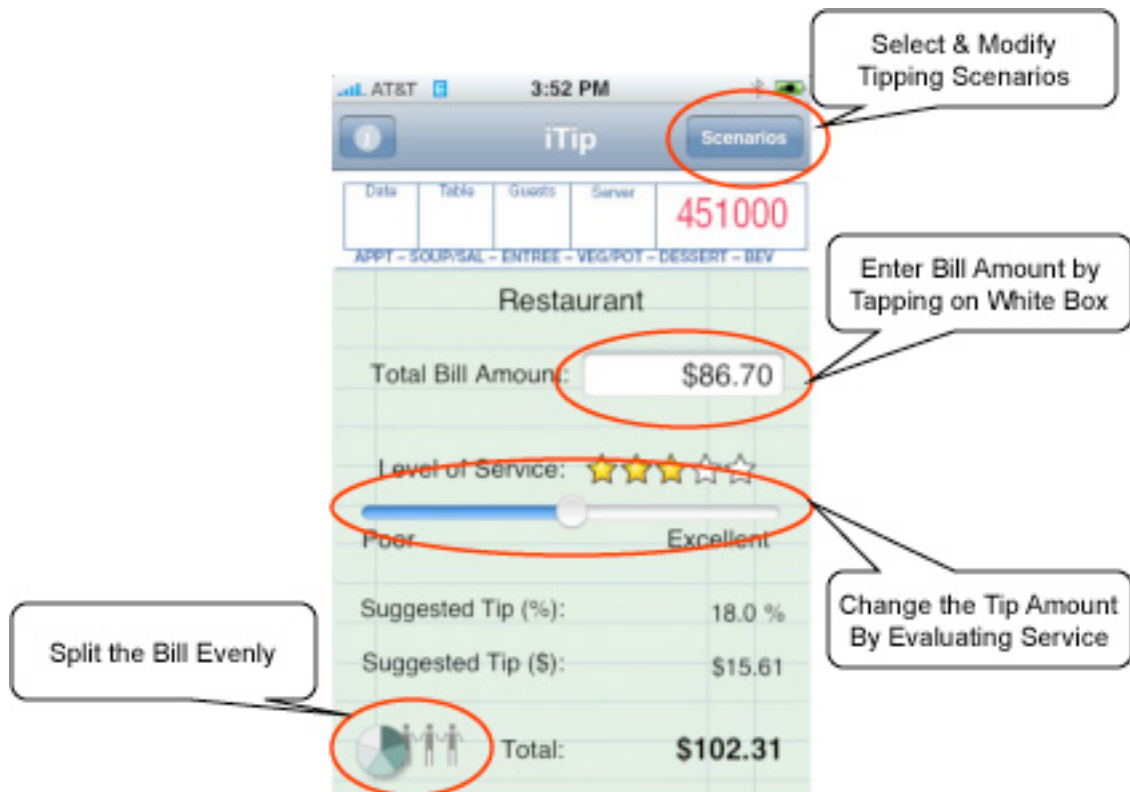 Select & Modify
Tipping Scenarios
AT&T E 3:52 PM
i iTip Scenarios
Date Table Guests Server 451000
APPT – SOUP/SAL – ENTREE – VEG/POT – DESSERT – BEV
Enter Bill Amount by
Tapping on White Box
Restaurant
Total Bill Amount: $86.70
Level of Service:
Poor Excellent
Change the Tip Amount
By Evaluating Service
Suggested Tip (%): 18.0 %
Split the Bill Evenly
Suggested Tip ($): $15.61
Total: $102.31